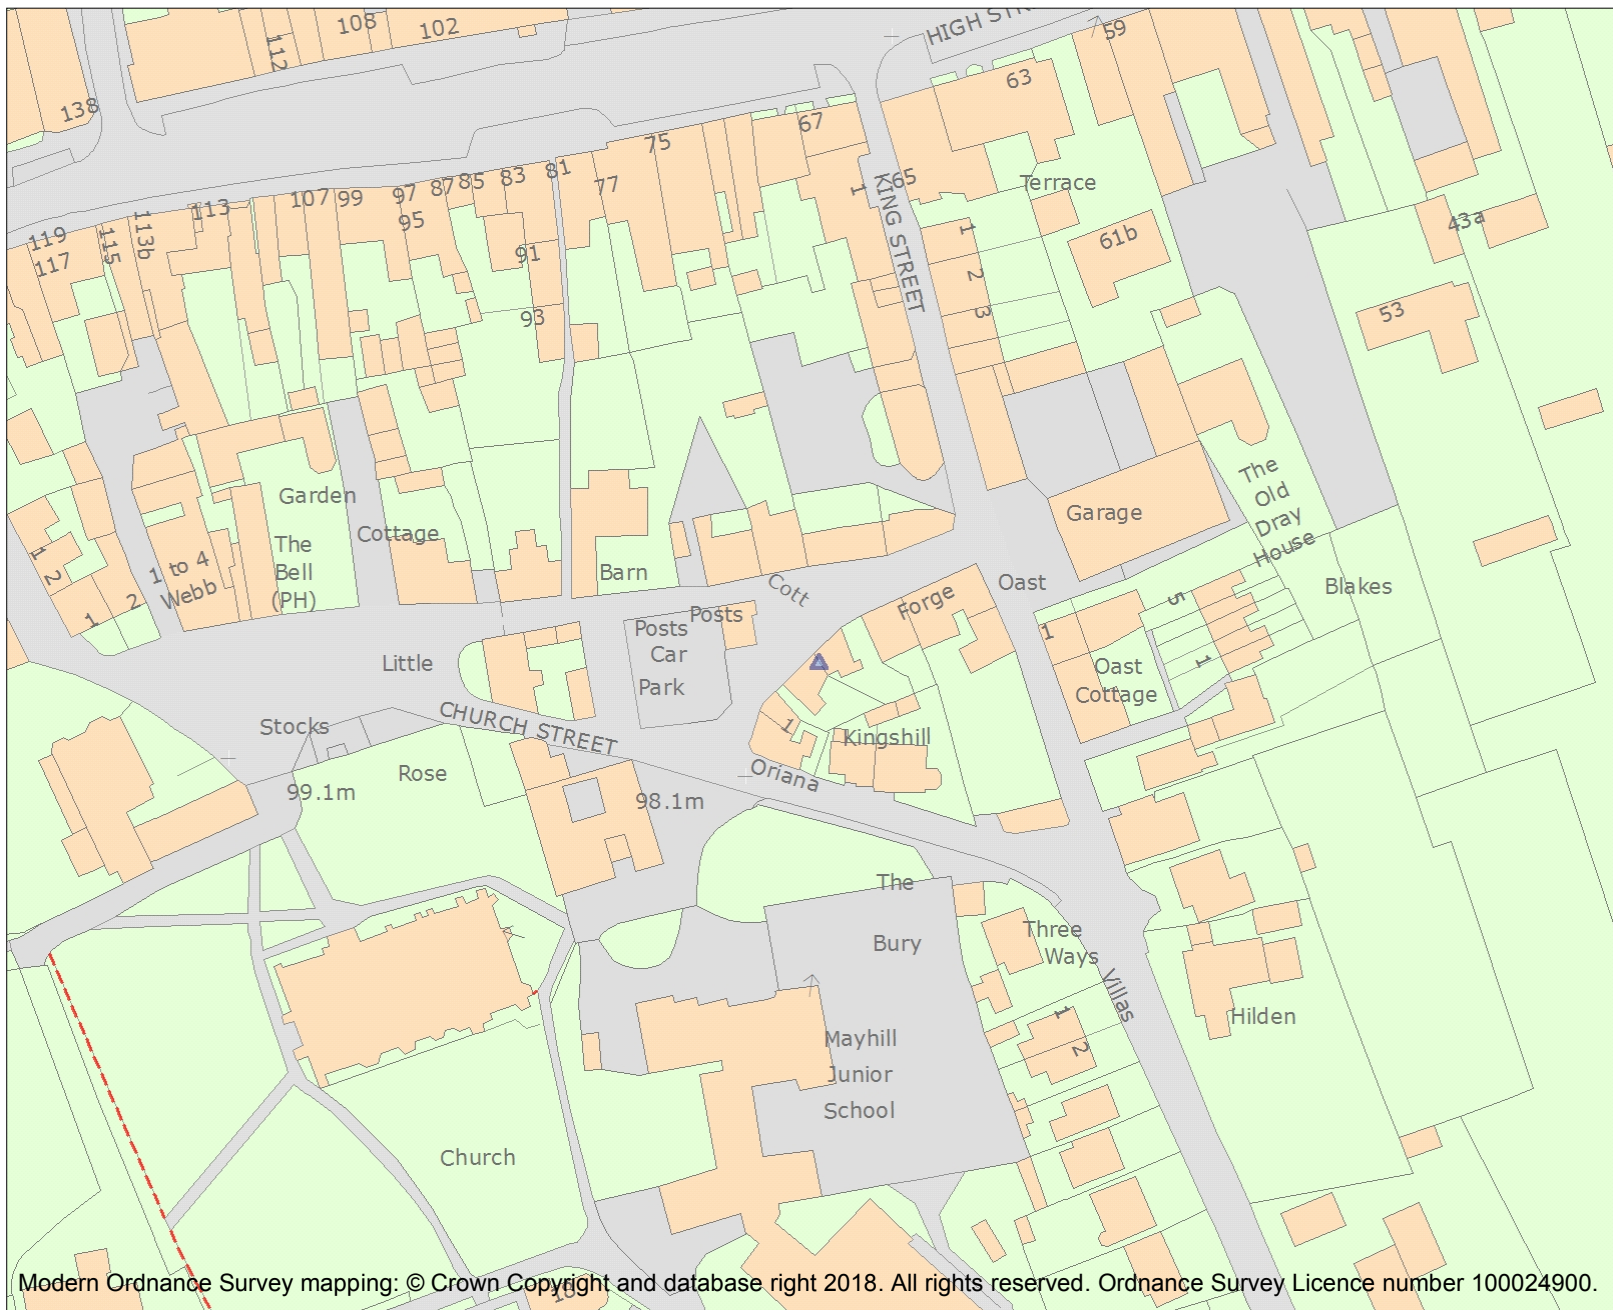 108
102
HIGH STR
59
112
138
63
67
75
81
83
85
87
77
97
95
99
107
113
65
Terrace
1
KING STREET
119
117
115
113b
61b
43a
91
1
2
3
93
53
Garden
Cottage
Garage
The
Old
Dray
House
The
Bell
(PH)
1 to 4
Webb
1
2
1
2
Barn
Cott
Forge
Oast
Blakes
Posts
Posts
Car
Park
Little
5
1
1
Oast
Cottage
Stocks
CHURCH STREET
1
Kingshill
Oriana
Rose
99.1m
98.1m
The
Bury
Three
Ways
Villas
Hilden
1
2
Mayhill
Junior
School
Church
18
Modern Ordnance Survey mapping: © Crown Copyright and database right 2018. All rights reserved. Ordnance Survey Licence number 100024900.